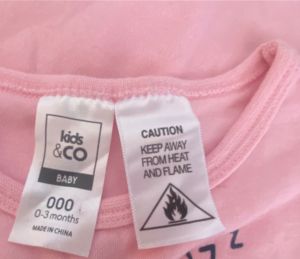 kids
&CO
BABY
000
0-3 months
MADE IN CHINA
CAUTION
KEEP AWAY
FROM HEAT
AND FLAME